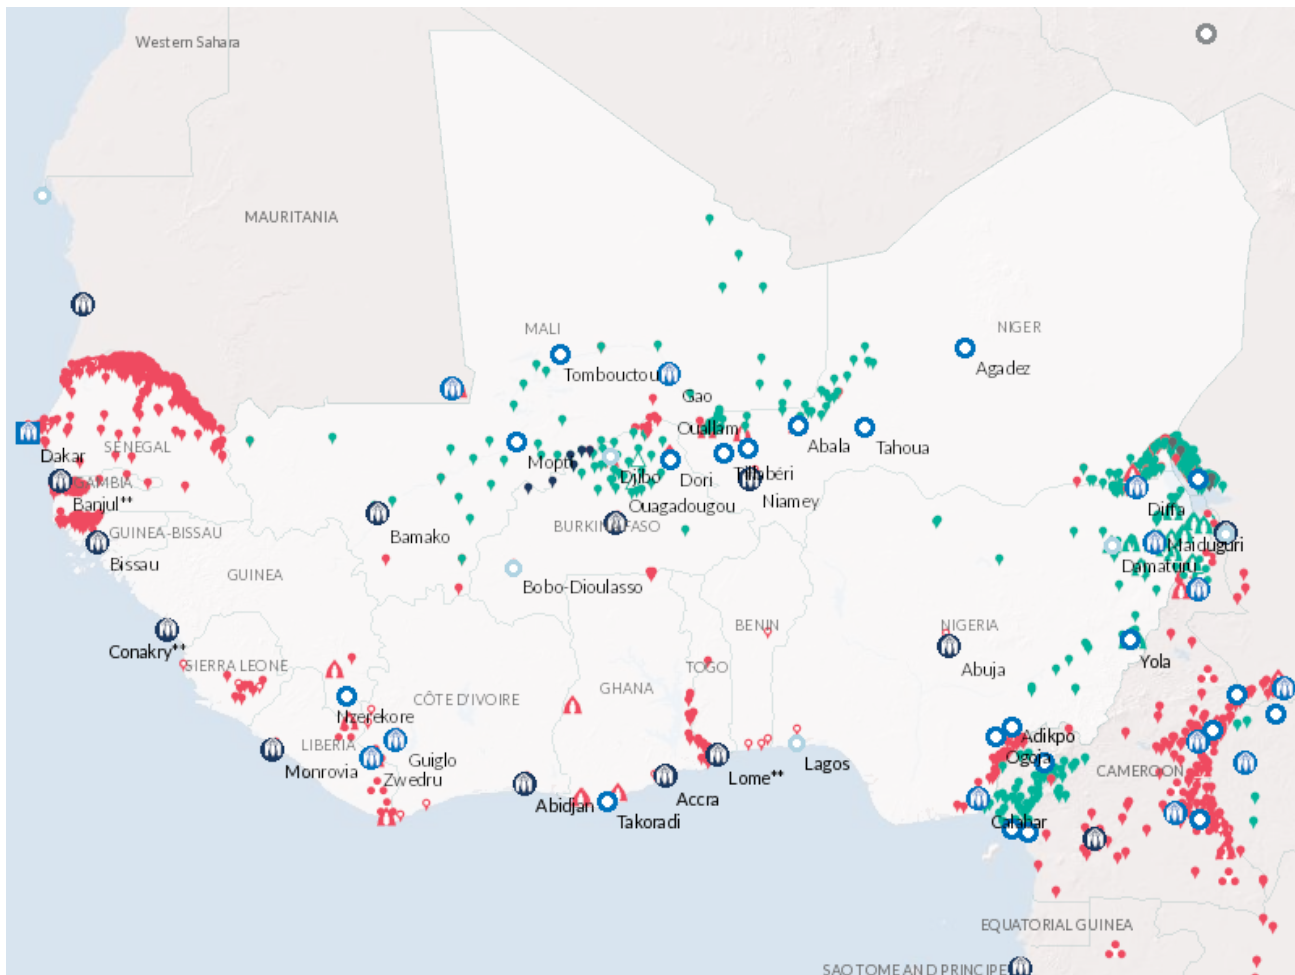 Western Sahara
MAURITANIA
MALI
NIGER
Tombouctou
Agadez
Gao
Ouallam
Dakar
SENEGAL
Mopti
Djibo
Dori
Tillabéri
Abala
Tahoua
GAMBIA
Banjul**
Ouagadougou
Niamey
Diffa
GUINEA-BISSAU
Bamako
BURKINA FASO
Maiduguri
Bissau
Damaturu
GUINEA
Bobo-Dioulasso
BENIN
NIGERIA
Conakry**
SIERRA LEONE
TOGO
Abuja
Yola
GHANA
CÔTE D'IVOIRE
Nzerekore
Adikpo
LIBERIA
Guiglo
Ogoja
Monrovia
Zwedru
Lome**
Lagos
CAMEROON
Abidjan
Accra
Takoradi
Calabar
EQUATORIAL GUINEA
SAO TOME AND PRINCIPE